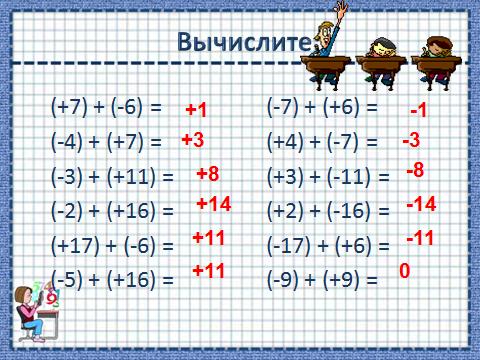 Вычислите:
(+7) + (-6) = +1 (-7) + (+6) = -1
(-4) + (+7) = +3 (+4) + (-7) = -3
(-3) + (+11) = +8 (+3) + (-11) = -8
(-2) + (+16) = +14 (+2) + (-16) = -14
(+17) + (-6) = +11 (-17) + (+6) = -11
(-5) + (+16) = +11 (-9) + (+9) = 0